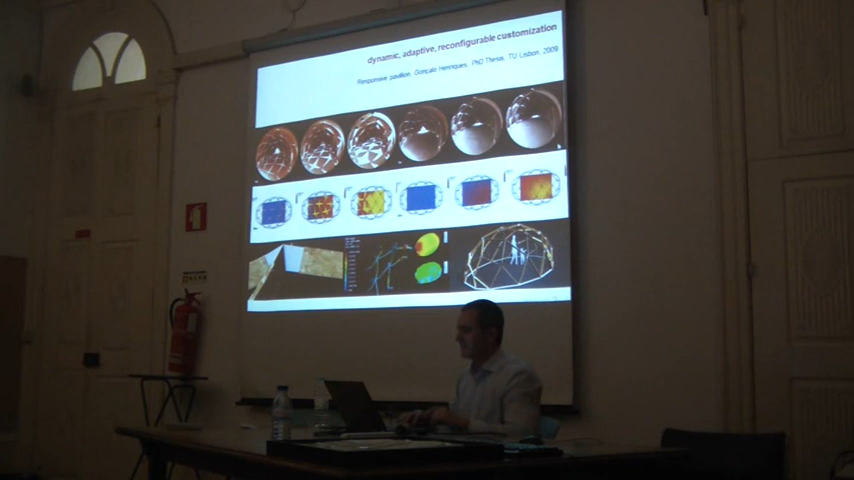 dynamic, adaptive, reconfigurable customization
Responsive pavilion, Gonçalo Henriques, PhD Thesis, TU Lisbon, 2009